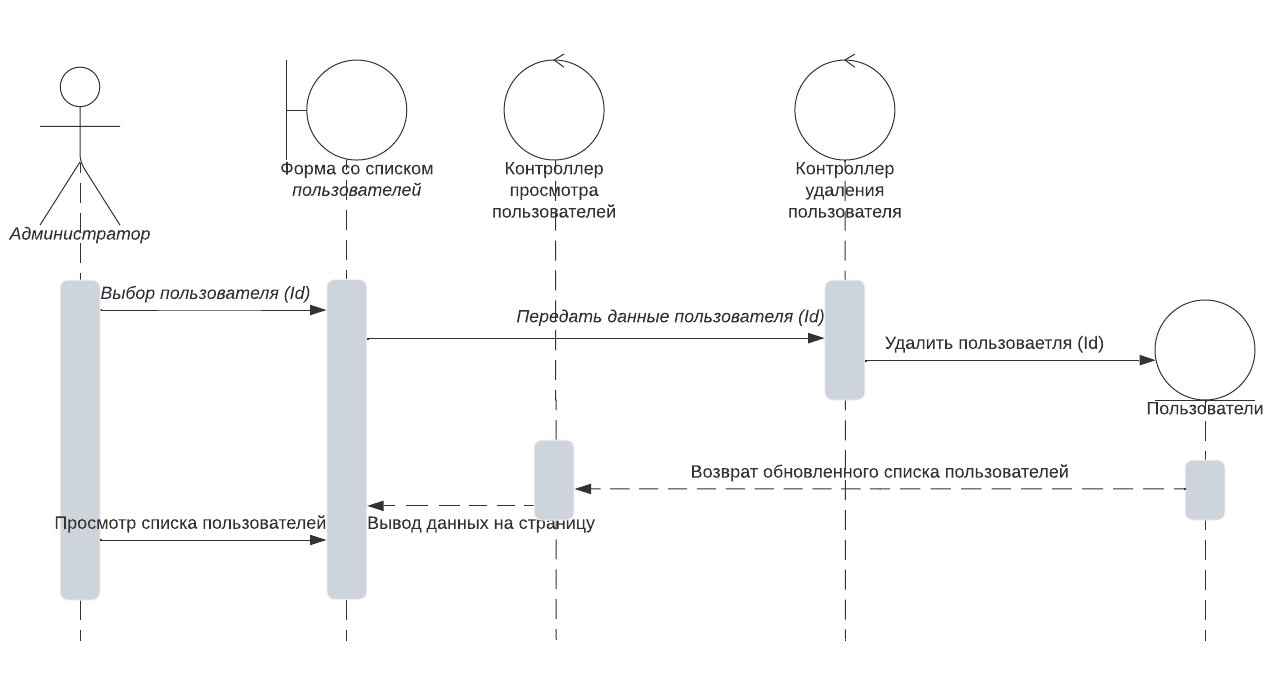 Форма со списком
пользователей
Контроллер
просмотра
пользователей
Контроллер
удаления
пользователя
Администратор
Выбор пользователя (Id)
Передать данные пользователя (Id)
Удалить пользоваетля (Id)
Пользователи
Возврат обновленного списка пользователей
Просмотр списка пользователей
Вывод данных на страницу